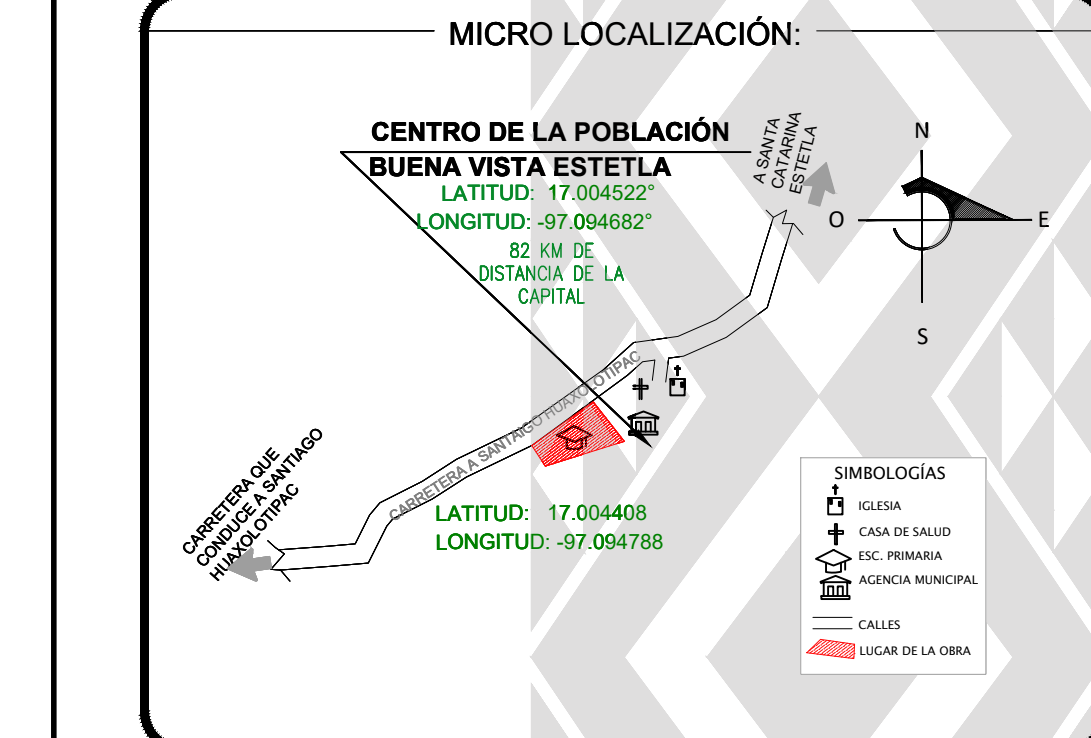 MICRO LOCALIZACIÓN:
CENTRO DE LA POBLACIÓN
BUENA VISTA ESTETLA
LATITUD: 17.004522°
LONGITUD: -97.094682°
82 KM DE
DISTANCIA DE LA
CAPITAL
A SANTA
CATARINA
ESTETLA
N
O
E
S
CARRETERA A SANTAIGO HUAXOLOTIPAC
CARRETERA QUE
CONDUCE A SANTIAGO
HUAXOLOTIPAC
LATITUD: 17.004408
LONGITUD: -97.094788
SIMBOLOGÍAS
IGLESIA
CASA DE SALUD
ESC. PRIMARIA
AGENCIA MUNICIPAL
CALLES
LUGAR DE LA OBRA